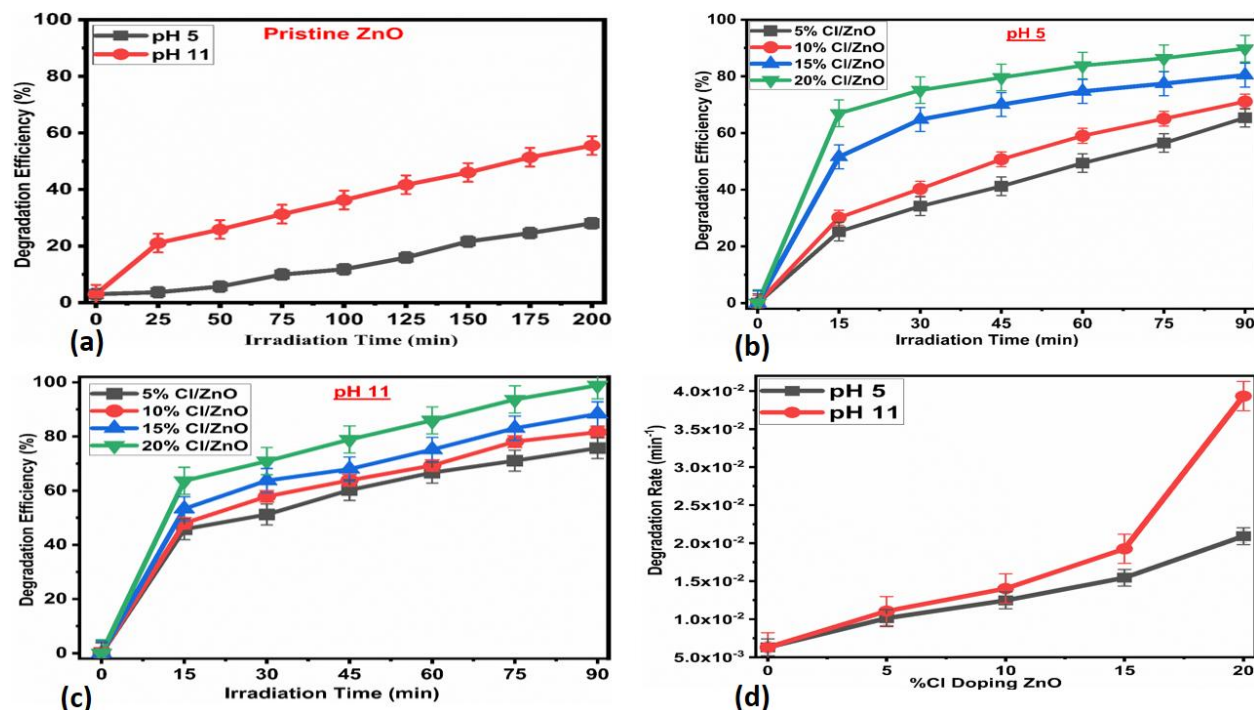 100
80
60
40
20
0
Degradation Efficiency (%)
pH 5
pH 11
Pristine ZnO
0 25 50 75 100 125 150 175 200
Irradiation Time (min)
(a)
100
80
60
40
20
0
Degradation Efficiency (%)
5% Cl/ZnO
10% Cl/ZnO
15% Cl/ZnO
20% Cl/ZnO
pH 5
0 15 30 45 60 75 90
Irradiation Time (min)
(b)
100
80
60
40
20
0
Degradation Efficiency (%)
5% Cl/ZnO
10% Cl/ZnO
15% Cl/ZnO
20% Cl/ZnO
pH 11
0 15 30 45 60 75 90
Irradiation Time (min)
(c)
4.0x10⁻²
3.5x10⁻²
3.0x10⁻²
2.5x10⁻²
2.0x10⁻²
1.5x10⁻²
1.0x10⁻²
5.0x10⁻³
Degradation Rate (min⁻¹)
pH 5
pH 11
0 5 10 15 20
%Cl Doping ZnO
(d)